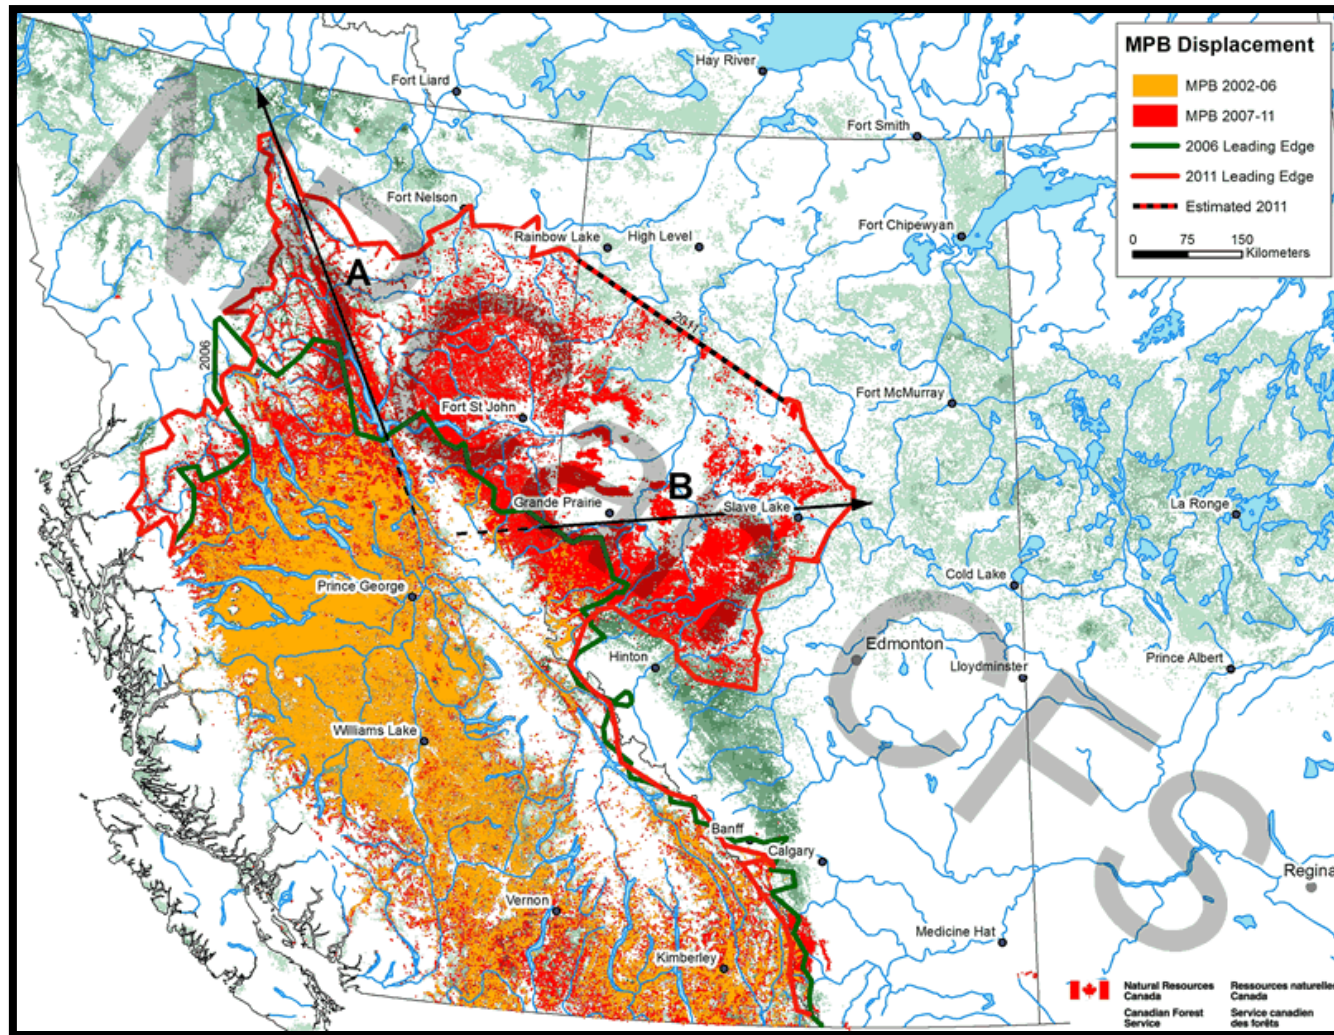 MPB Displacement
MPB 2002-06
MPB 2007-11
2006 Leading Edge
2011 Leading Edge
Estimated 2011
0 75 150
Kilometers
Hay River
Fort Liard
Fort Smith
Fort Nelson
Rainbow Lake
High Level
Fort Chipewyan
A
2011
2006
Fort McMurray
Fort St John
B
Grande Prairie
Slave Lake
La Ronge
Prince George
Cold Lake
Hinton
Edmonton
Lloydminster
Prince Albert
Williams Lake
Banff
Calgary
Regina
Vernon
Medicine Hat
Kimberley
CFS
Natural Resources
Canada
Ressources naturelle
Canada
Canadian Forest
Service
Service canadien
des forêts